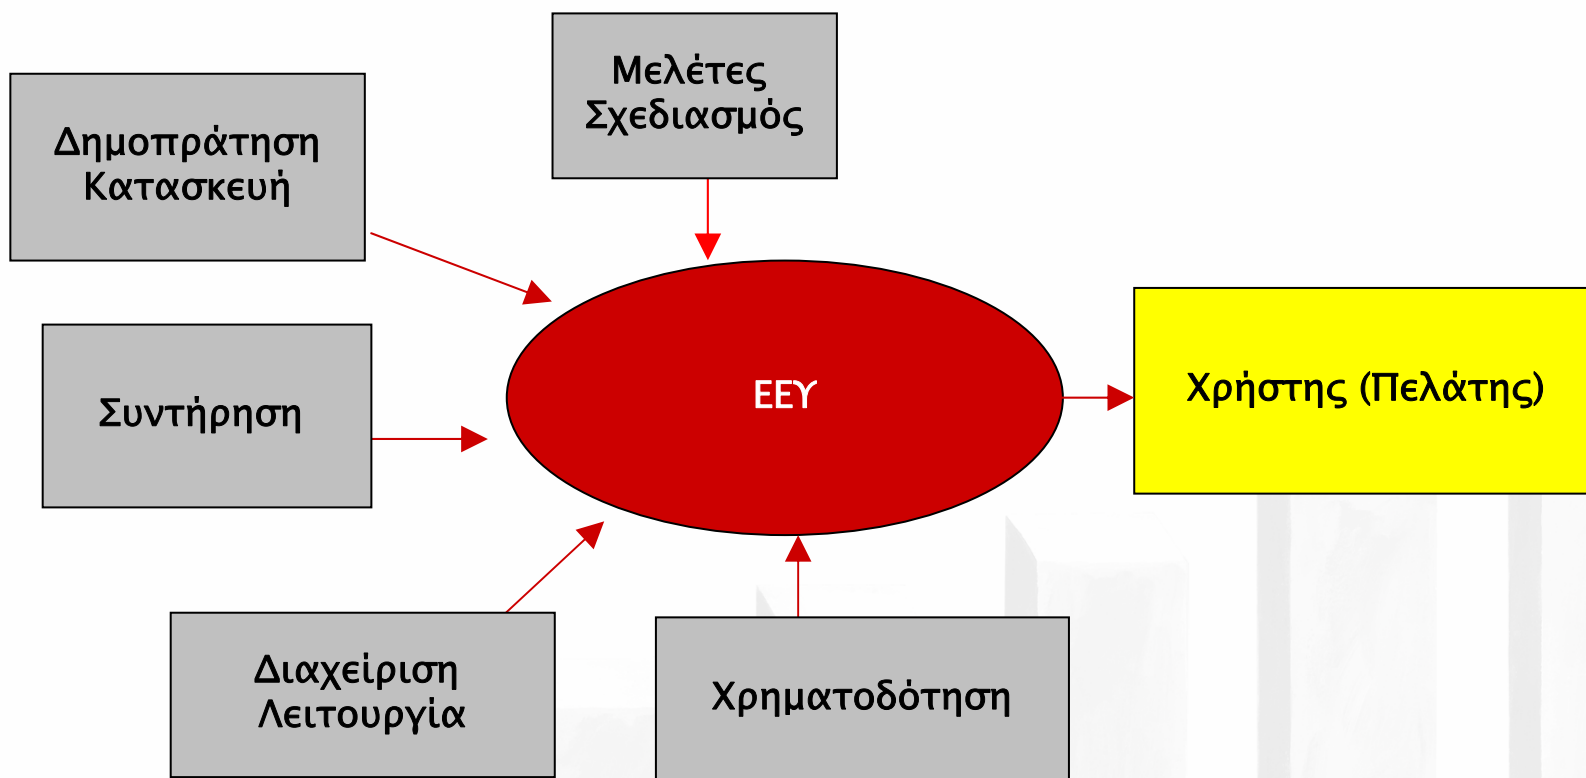 Μελέτες
Σχεδιασμός
Δημοπράτηση
Κατασκευή
Συντήρηση
ΕΕΥ
Χρήστης (Πελάτης)
Διαχείριση
Λειτουργία
Χρηματοδότηση